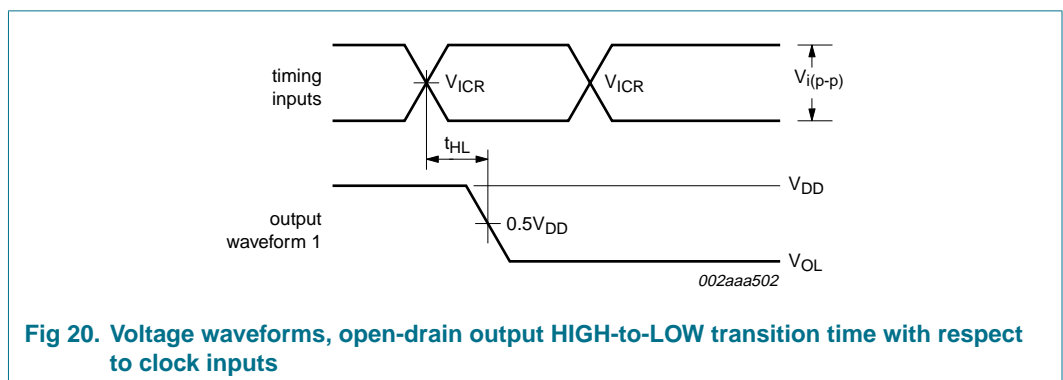 timing
inputs
VICR
VICR
Vi(p-p)
tHL
VDD
output
waveform 1
0.5VDD
VOL
002aaa502
Fig 20. Voltage waveforms, open-drain output HIGH-to-LOW transition time with respect
to clock inputs